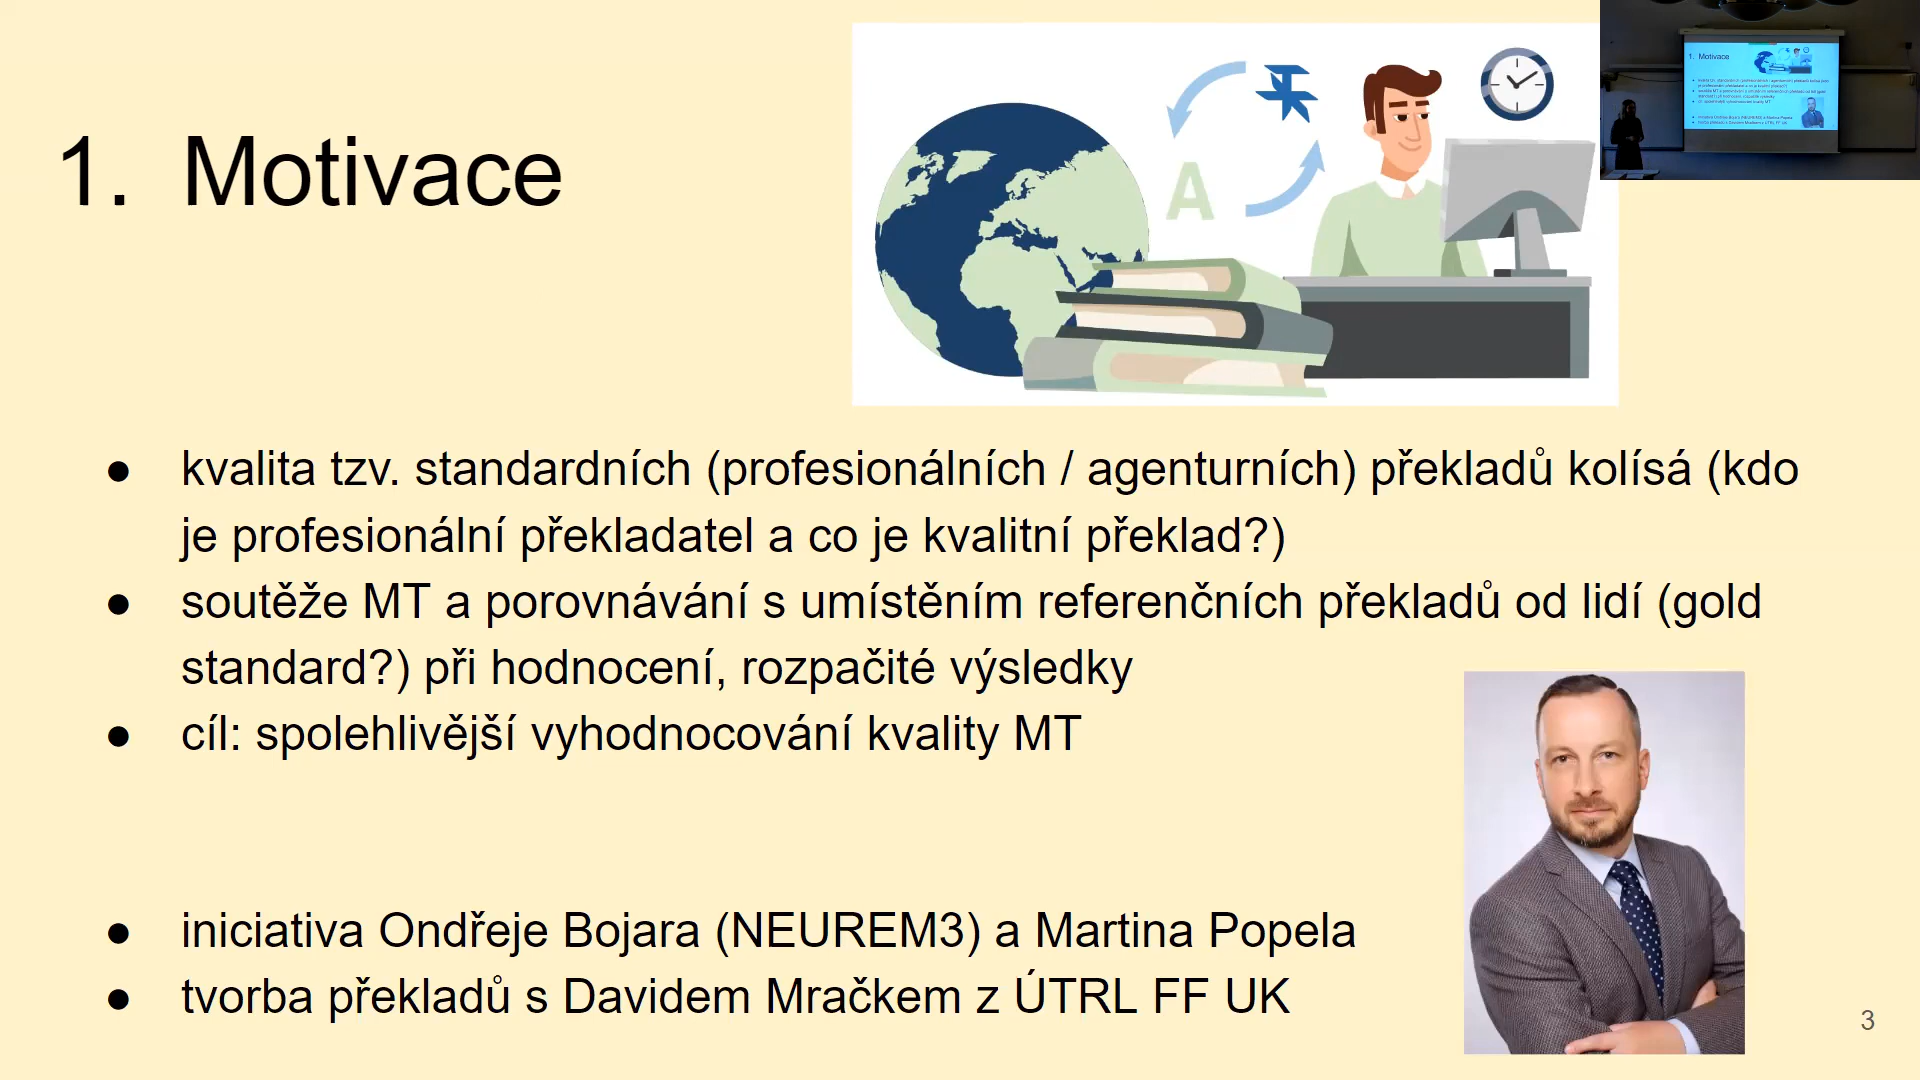 1. Motivace
A
● kvalita tzv. standardních (profesionálních / agenturních) překladů kolísá (kdo
je profesionální překladatel a co je kvalitní překlad?)
● soutěže MT a porovnávání s umístěním referenčních překladů od lidí (gold
standard?) při hodnocení, rozpačité výsledky
● cíl: spolehlivější vyhodnocování kvality MT
● iniciativa Ondřeje Bojara (NEUREM3) a Martina Popela
● tvorba překladů s Davidem Mračkem z ÚTRL FF UK
3
1. Motivace